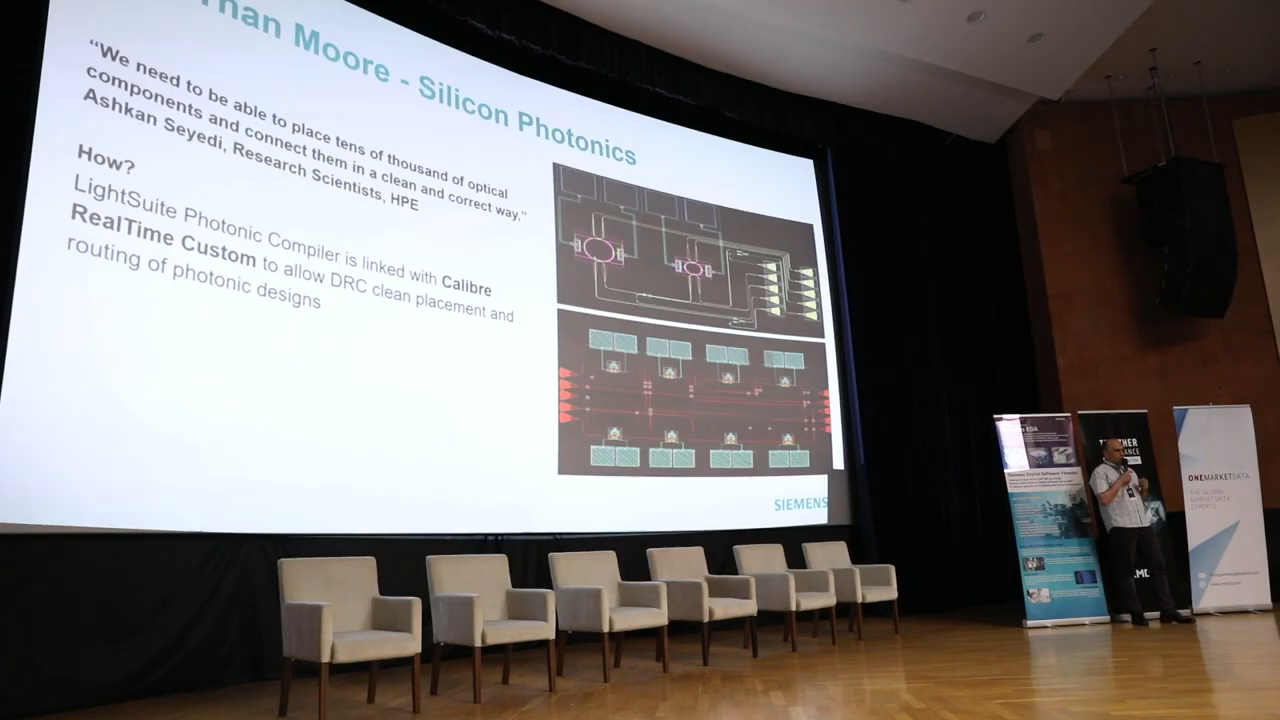 Than Moore - Silicon Photonics
“We need to be able to place tens of thousand of optical
components and connect them in a clean and correct way,”
Ashkan Seyedi, Research Scientists, HPE
How?
LightSuite Photonic Compiler is linked with Calibre
RealTime Custom to allow DRC clean placement and
routing of photonic designs
SIEMENS
EDA
ONEMARKETDATA
THE GLOBAL
MARKET DATA
EXPERTS